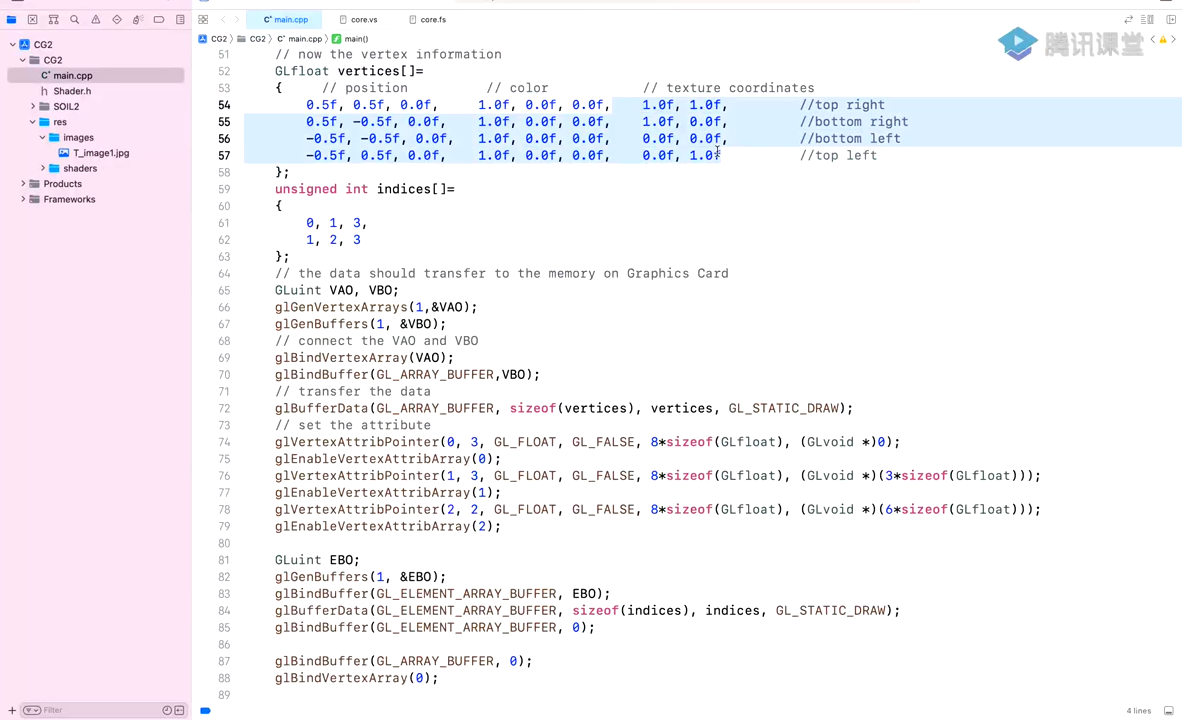 main.cpp
core.vs
core.fs
CG2 > CG2 > main.cpp > main()
腾讯课堂
CG2
CG2
main.cpp
Shader.h
SOIL2
res
images
T_image1.jpg
shaders
Products
Frameworks
51 // now the vertex information
52 GLfloat vertices[]=
53 { // position // color // texture coordinates
54 0.5f, 0.5f, 0.0f, 1.0f, 0.0f, 0.0f, 1.0f, 1.0f, //top right
55 0.5f, -0.5f, 0.0f, 1.0f, 0.0f, 0.0f, 1.0f, 0.0f, //bottom right
56 -0.5f, -0.5f, 0.0f, 1.0f, 0.0f, 0.0f, 0.0f, 0.0f, //bottom left
57 -0.5f, 0.5f, 0.0f, 1.0f, 0.0f, 0.0f, 0.0f, 1.0f //top left
58 };
59 unsigned int indices[]=
60 {
61 0, 1, 3,
62 1, 2, 3
63 };
64 // the data should transfer to the memory on Graphics Card
65 GLuint VAO, VBO;
66 glGenVertexArrays(1,&VAO);
67 glGenBuffers(1, &VBO);
68 // connect the VAO and VBO
69 glBindVertexArray(VAO);
70 glBindBuffer(GL_ARRAY_BUFFER,VBO);
71 // transfer the data
72 glBufferData(GL_ARRAY_BUFFER, sizeof(vertices), vertices, GL_STATIC_DRAW);
73 // set the attribute
74 glVertexAttribPointer(0, 3, GL_FLOAT, GL_FALSE, 8*sizeof(GLfloat), (GLvoid *)0);
75 glEnableVertexAttribArray(0);
76 glVertexAttribPointer(1, 3, GL_FLOAT, GL_FALSE, 8*sizeof(GLfloat), (GLvoid *)(3*sizeof(GLfloat)));
77 glEnableVertexAttribArray(1);
78 glVertexAttribPointer(2, 2, GL_FLOAT, GL_FALSE, 8*sizeof(GLfloat), (GLvoid *)(6*sizeof(GLfloat)));
79 glEnableVertexAttribArray(2);
80
81 GLuint EBO;
82 glGenBuffers(1, &EBO);
83 glBindBuffer(GL_ELEMENT_ARRAY_BUFFER, EBO);
84 glBufferData(GL_ELEMENT_ARRAY_BUFFER, sizeof(indices), indices, GL_STATIC_DRAW);
85 glBindBuffer(GL_ELEMENT_ARRAY_BUFFER, 0);
86
87 glBindBuffer(GL_ARRAY_BUFFER, 0);
88 glBindVertexArray(0);
89
Filter
4 lines